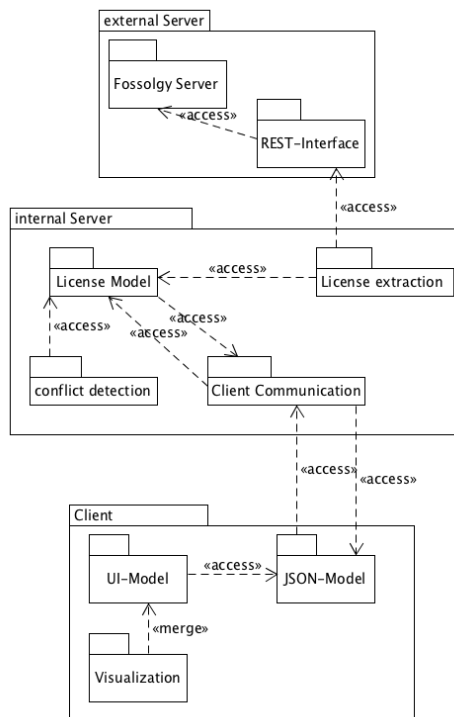 external Server
Fossolgy Server
«access»
REST-Interface
«access»
internal Server
License Model
«access»
License extraction
«access»
«access»
«access»
conflict detection
Client Communication
«access»
«access»
Client
UI-Model
«access»
JSON-Model
«merge»
Visualization